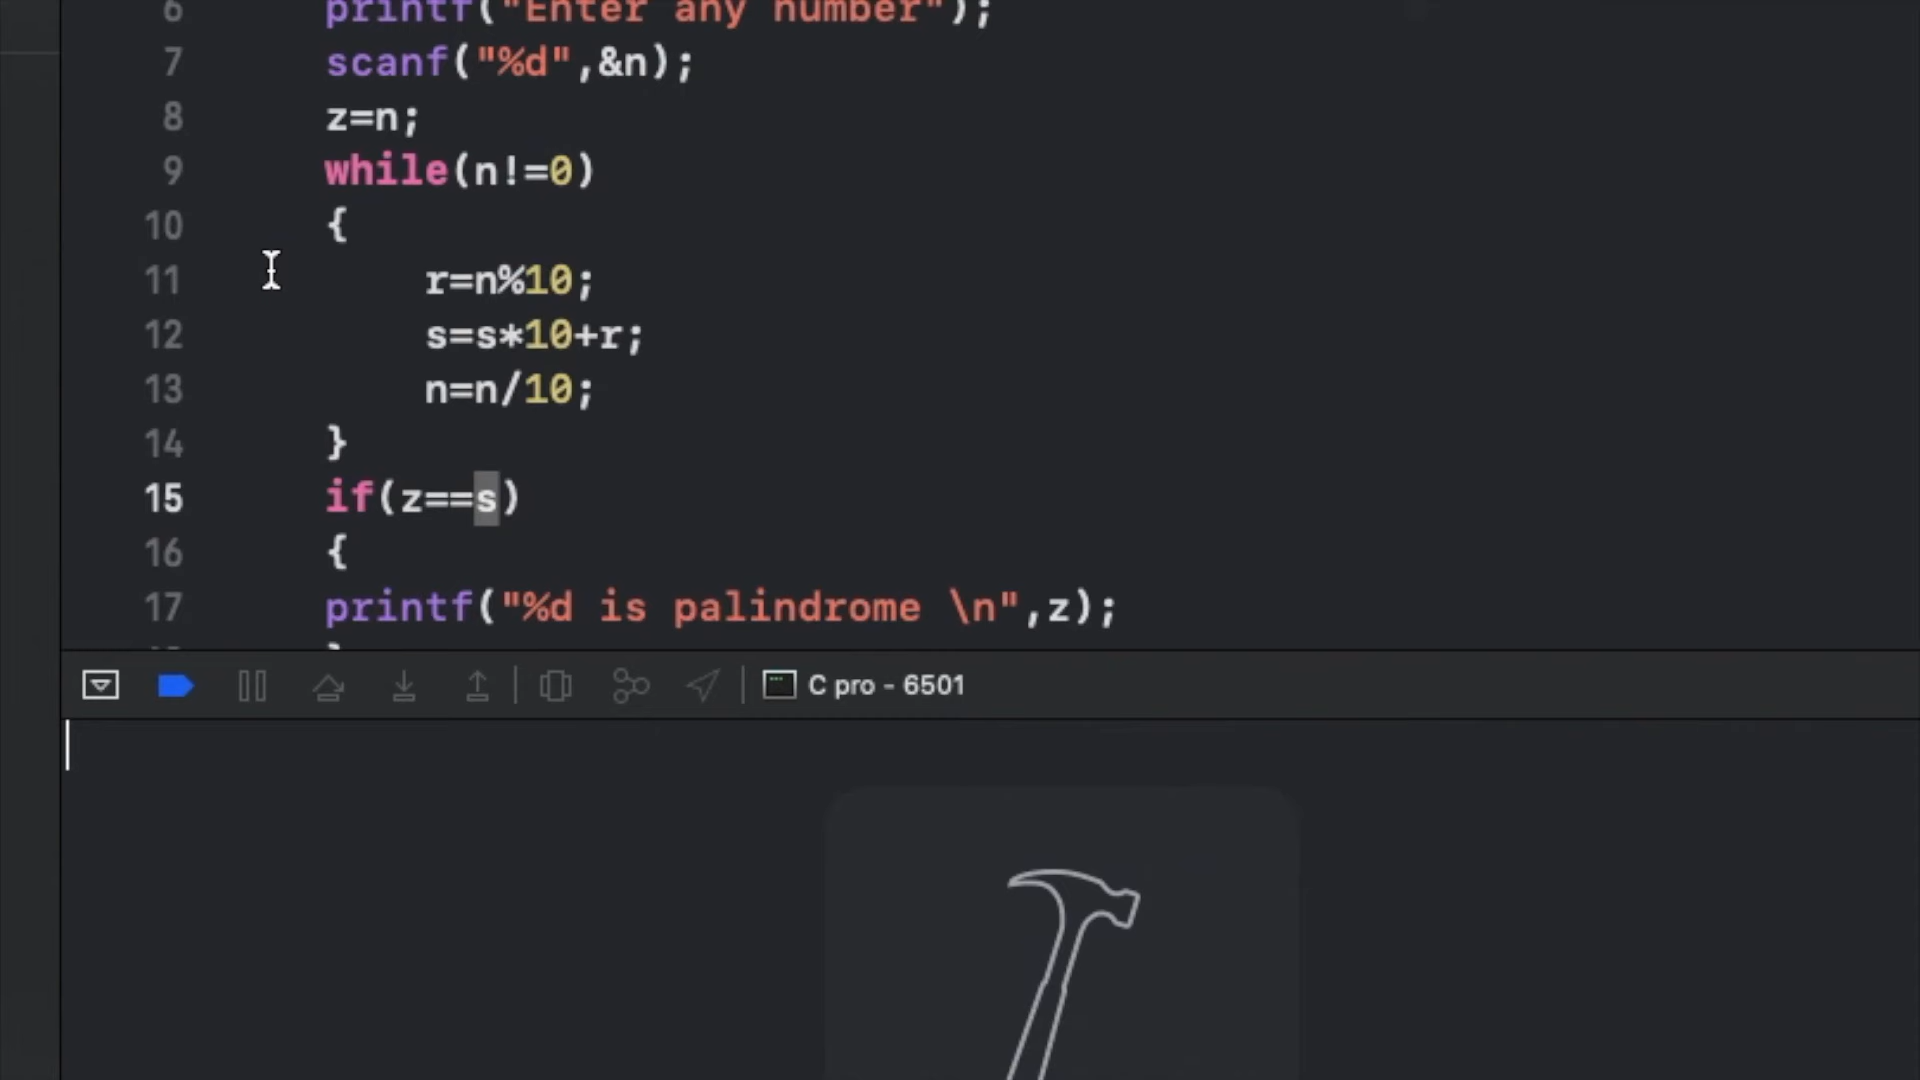 6 printf("Enter any number");
7 scanf("%d",&n);
8 z=n;
9 while(n!=0)
10 {
11 r=n%10;
12 s=s*10+r;
13 n=n/10;
14 }
15 if(z==s)
16 {
17 printf("%d is palindrome \n",z);
C pro - 6501